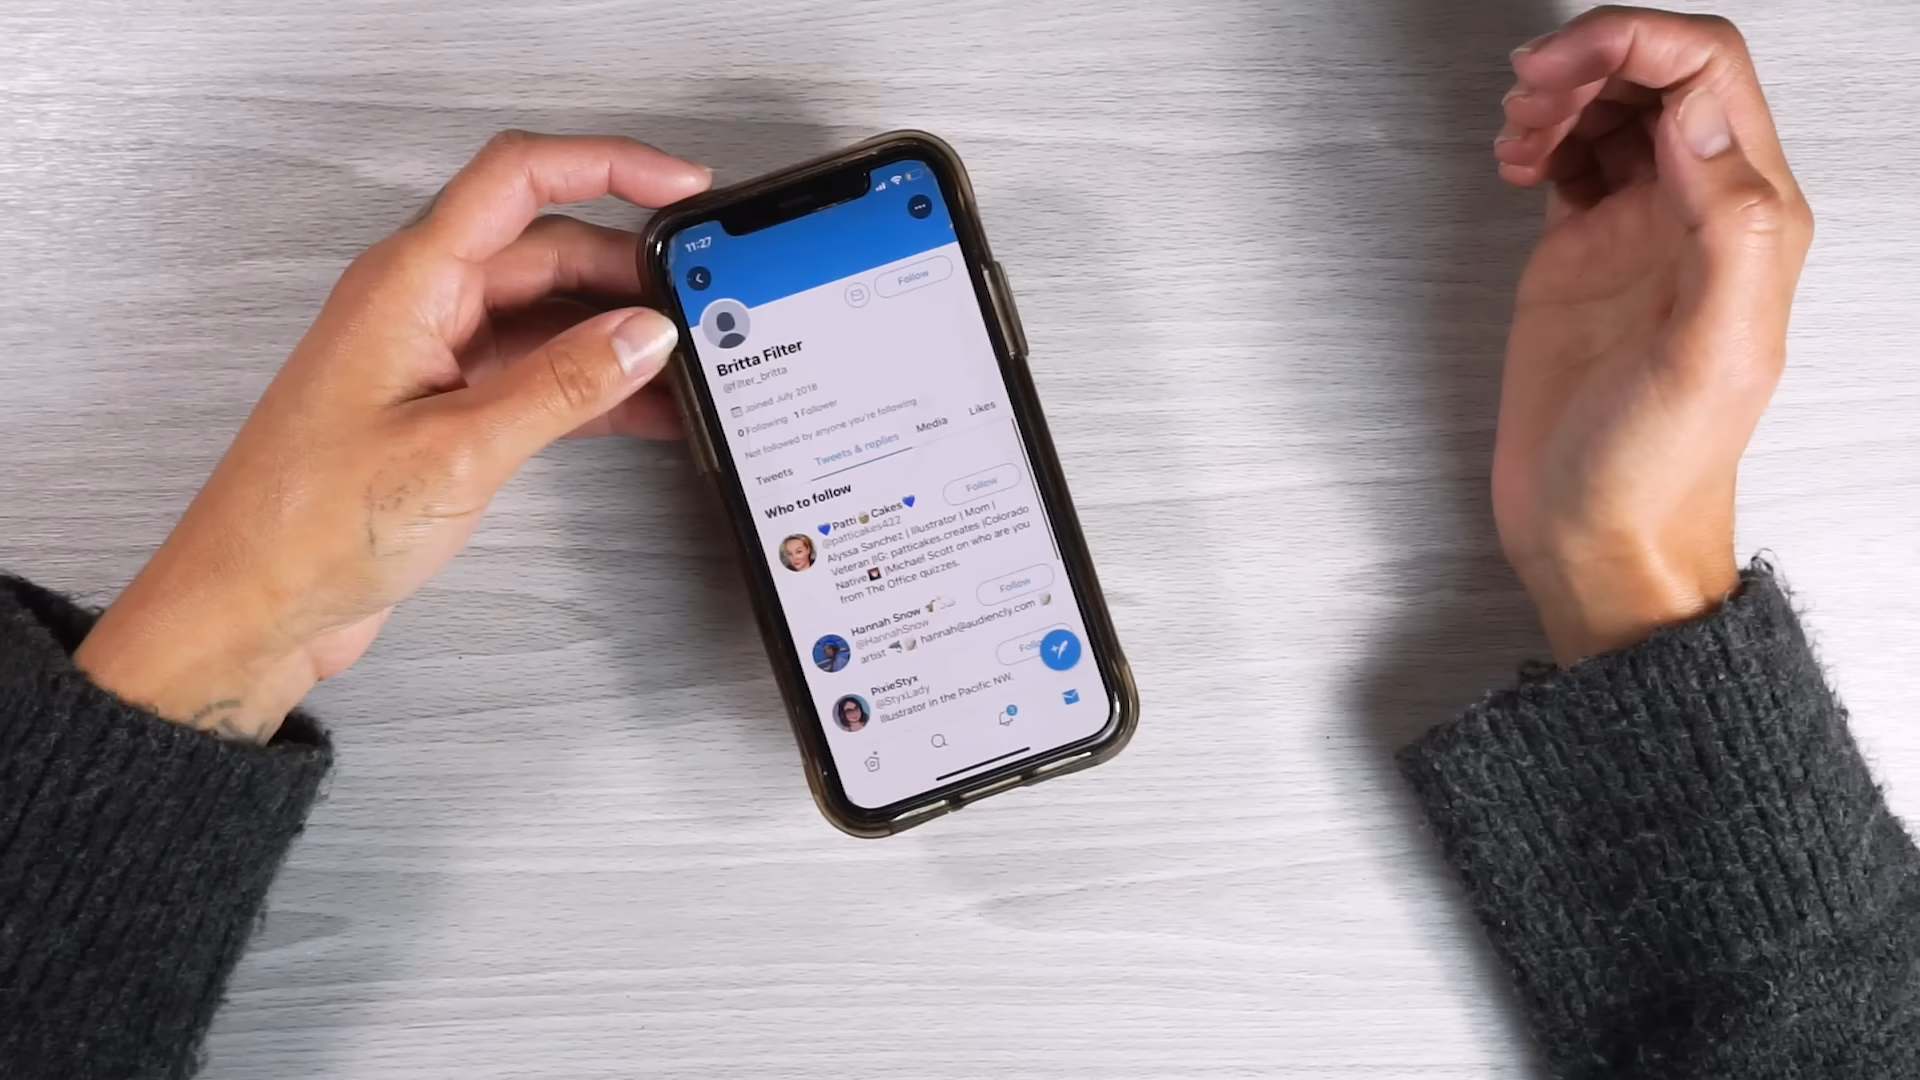 11:27
Follow
Britta Filter
@filter_britta
Joined July 2018
0 Following 1 Follower
Not followed by anyone you're following
Tweets Tweets & replies Media Likes
Who to follow
💙Patti🧁Cakes💙
Follow
@patticakes422
Alyssa Sanchez | Illustrator | Mom |
Veteran |IG: patticakes.creates |Colorado
Native |Michael Scott on who are you
from The Office quizzes.
Hannah Snow
Follow
@HannahSnow
artist hannah@audiencly.com
PixieStyx
@StyxLady
Illustrator in the Pacific NW.
3